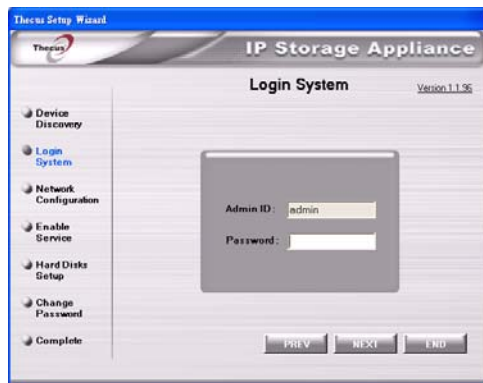 Thecus Setup Wizard
Thecus
IP Storage Appliance
Login System
Version 1.1.96
Device
Discovery
Login
System
Network
Configuration
Enable
Service
Hard Disks
Setup
Change
Password
Complete
Admin ID:
admin
Password:
PREV
NEXT
END